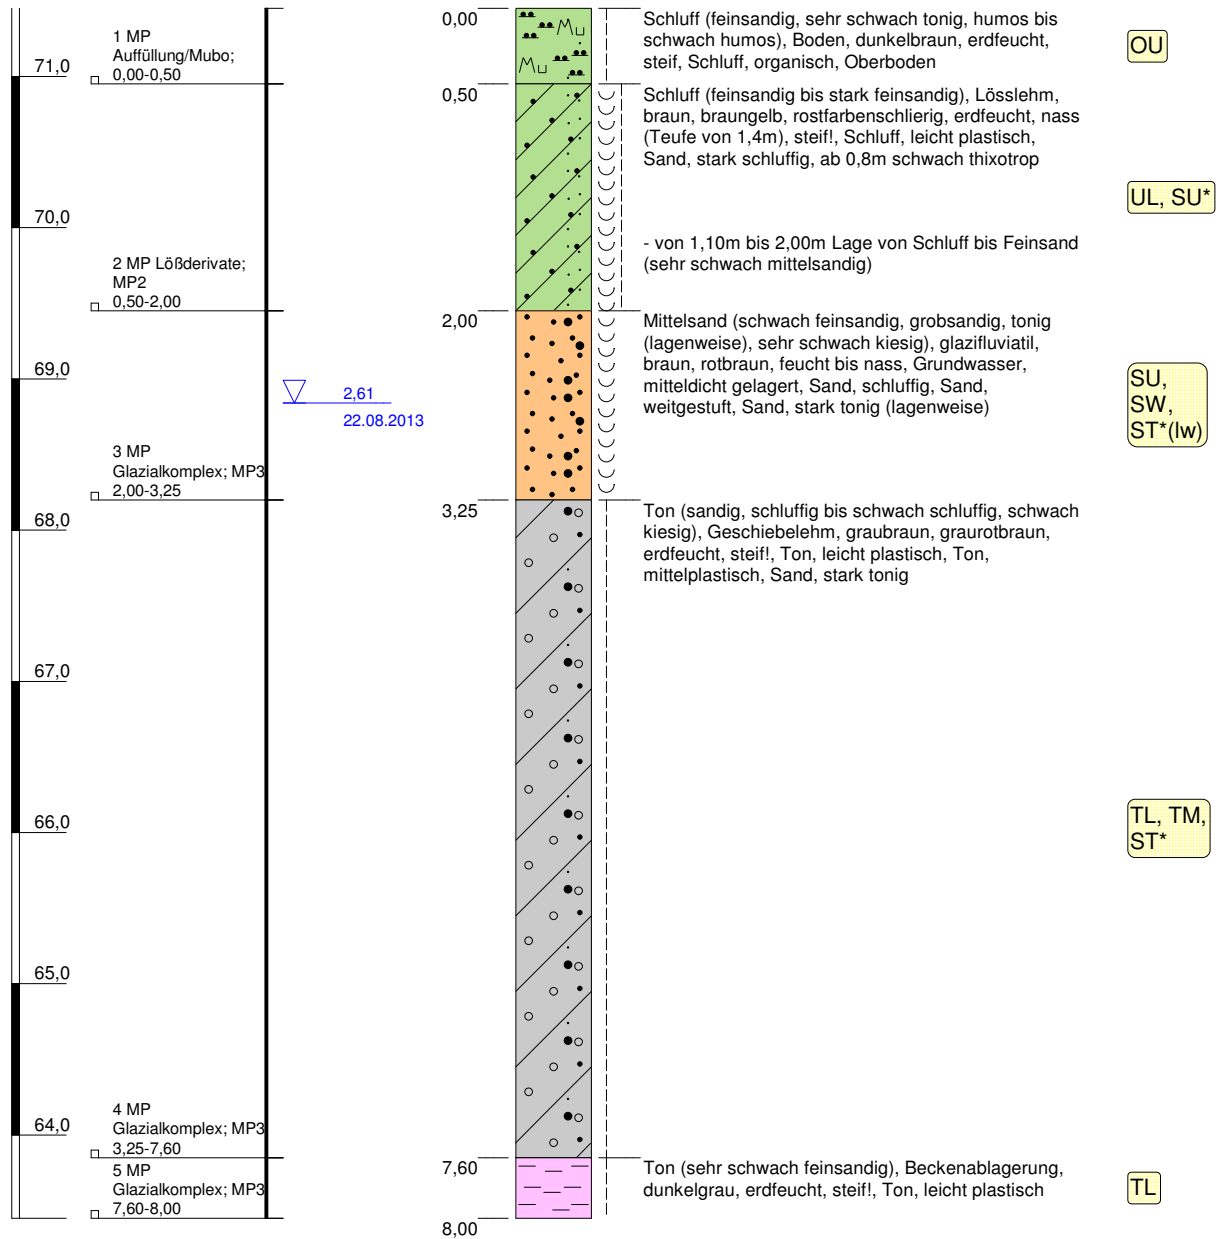 0,00
Schluff (feinsandig, sehr schwach tonig, humos bis
schwach humos), Boden, dunkelbraun, erdfeucht,
steif, Schluff, organisch, Oberboden
OU
1 MP
Auffüllung/Mubo;
0,00-0,50
71,0
0,50
Schluff (feinsandig bis stark feinsandig), Lösslehm,
braun, braungelb, rostfarbenschlierig, erdfeucht, nass
(Teufe von 1,4m), steif!, Schluff, leicht plastisch,
Sand, stark schluffig, ab 0,8m schwach thixotrop
UL, SU*
70,0
- von 1,10m bis 2,00m Lage von Schluff bis Feinsand
(sehr schwach mittelsandig)
2 MP Lößderivate;
MP2
0,50-2,00
2,00
Mittelsand (schwach feinsandig, grobsandig, tonig
(lagenweise), sehr schwach kiesig), glazifluviatil,
braun, rotbraun, feucht bis nass, Grundwasser,
mitteldicht gelagert, Sand, schluffig, Sand,
weitgestuft, Sand, stark tonig (lagenweise)
SU,
SW,
ST*(lw)
69,0
2,61
22.08.2013
3 MP
Glazialkomplex; MP3
2,00-3,25
3,25
Ton (sandig, schluffig bis schwach schluffig, schwach
kiesig), Geschiebelehm, graubraun, graurotbraun,
erdfeucht, steif!, Ton, leicht plastisch, Ton,
mittelplastisch, Sand, stark tonig
68,0
67,0
66,0
TL, TM,
ST*
65,0
64,0
4 MP
Glazialkomplex; MP3
3,25-7,60
7,60
Ton (sehr schwach feinsandig), Beckenablagerung,
dunkelgrau, erdfeucht, steif!, Ton, leicht plastisch
TL
5 MP
Glazialkomplex; MP3
7,60-8,00
8,00